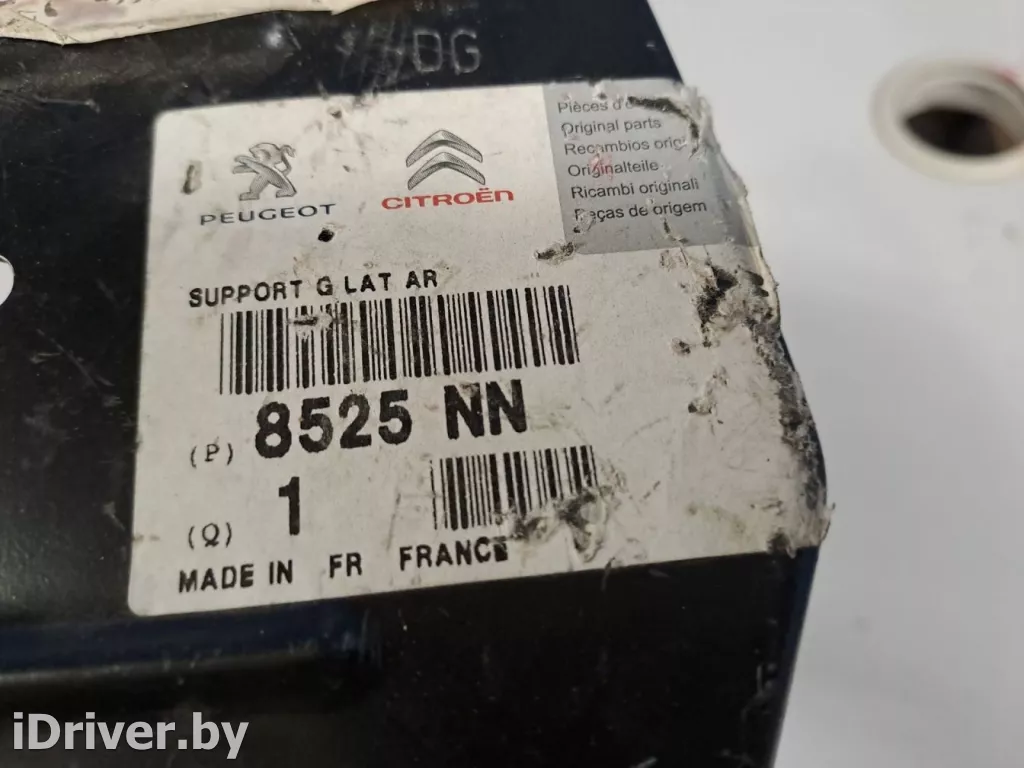 DG
PEUGEOT
CITROËN
Pièces
Original parts
Recambios
Originalteile
Ricambi originali
Peças de origem
SUPPORT G LAT AR
(P) 8525 NN
(Q) 1
MADE IN FR FRANCE
iDriver.by